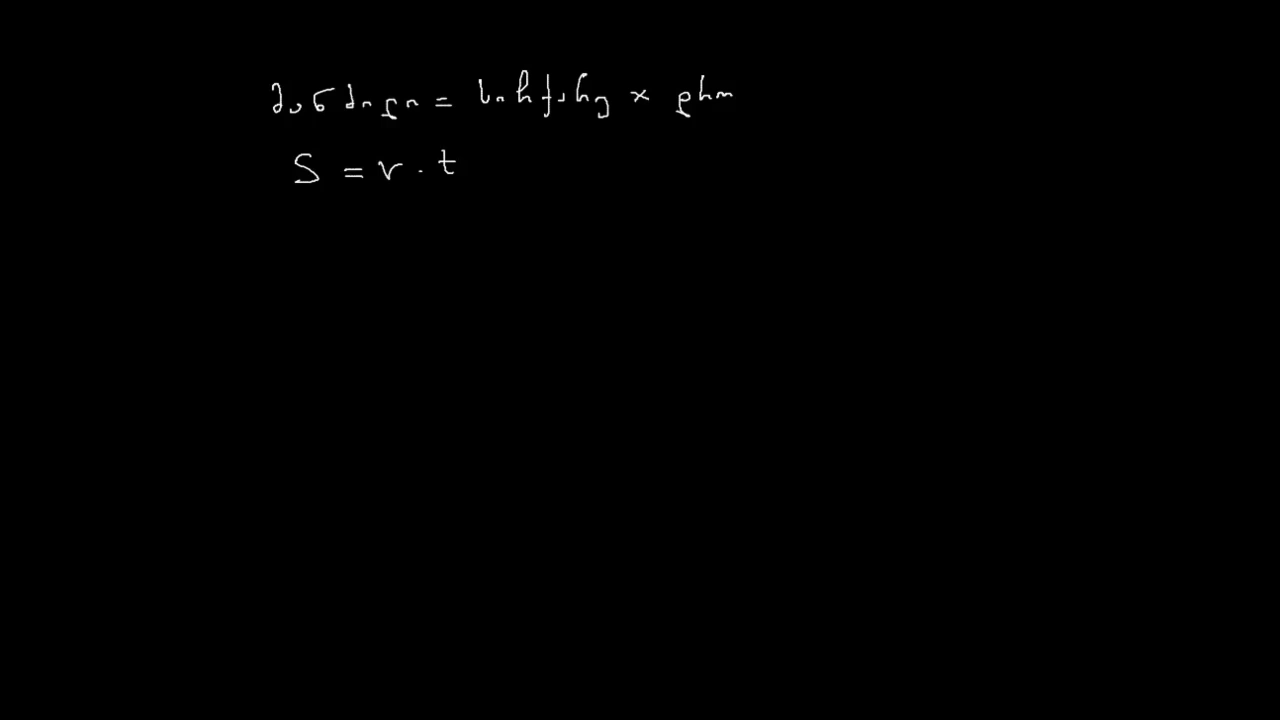 მანძილი = სიჩქარე × დრო
S = v . t